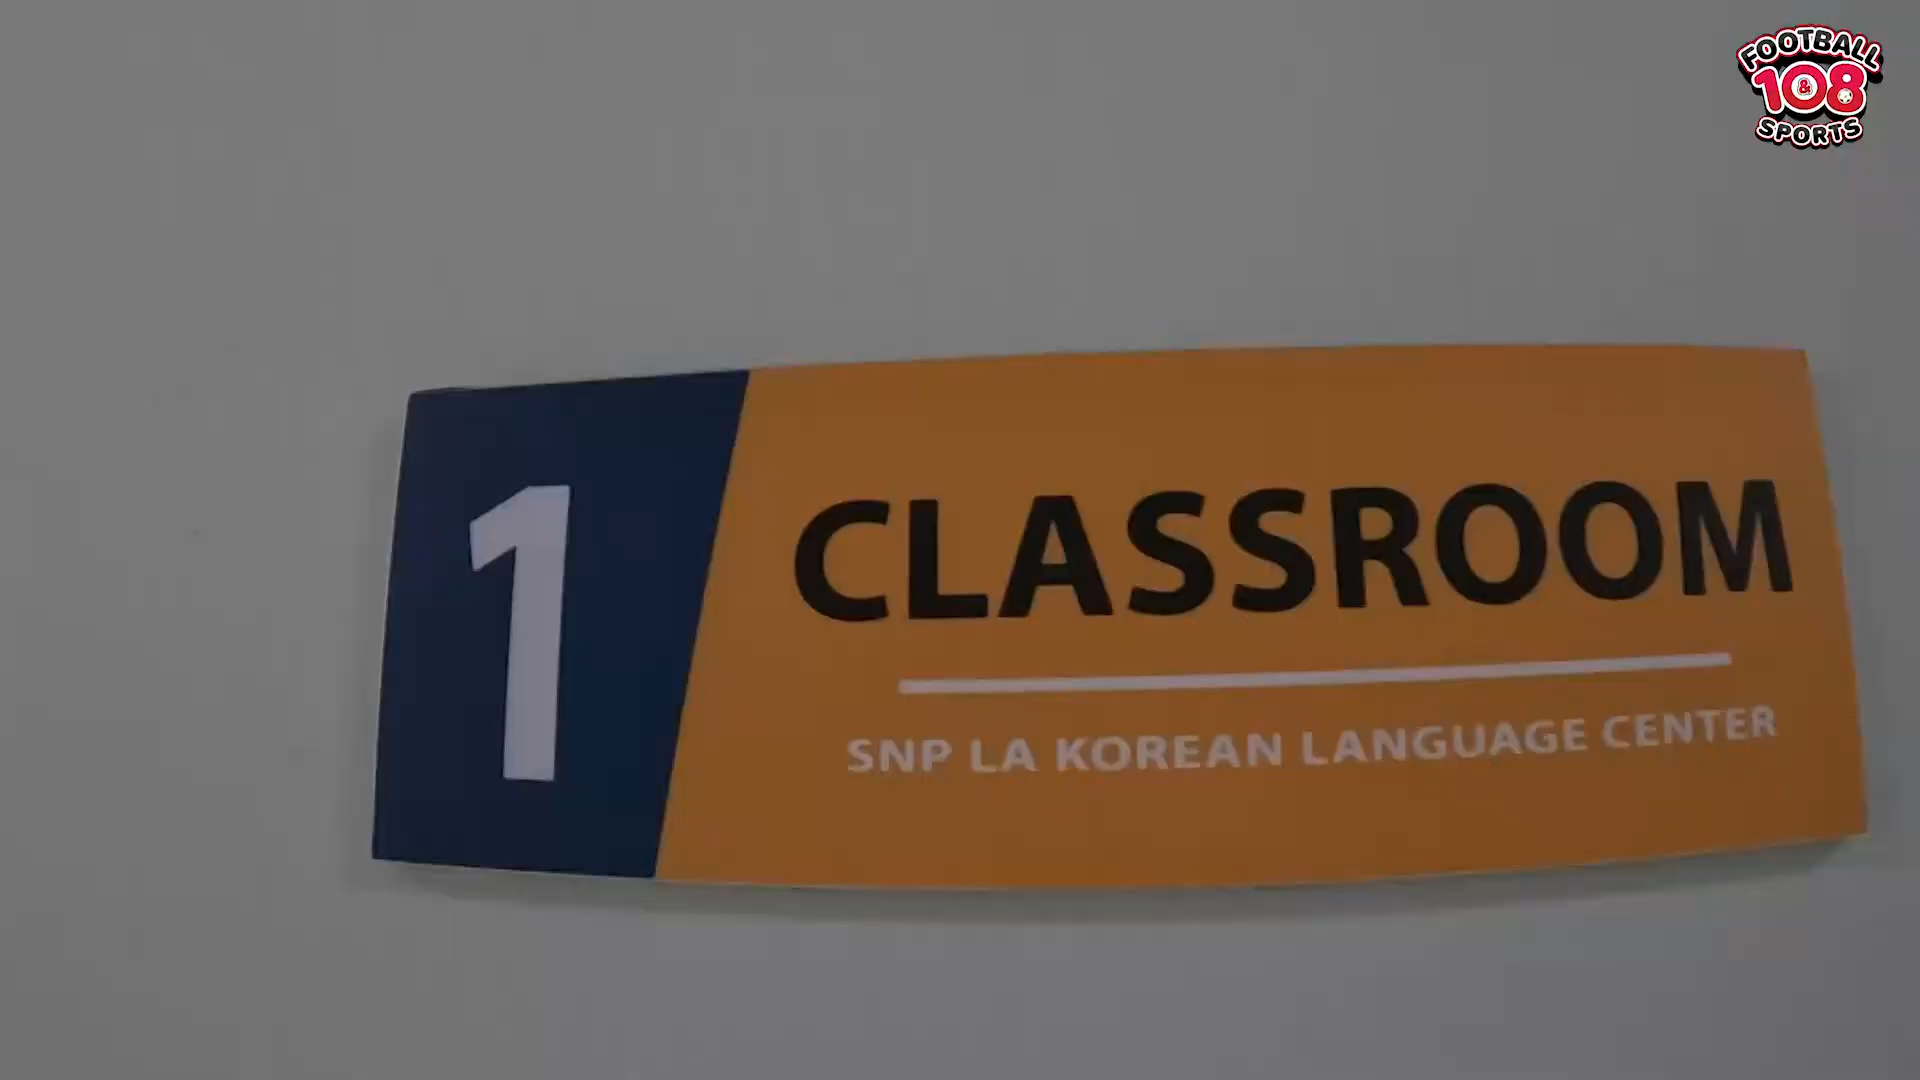 FOOTBALL
108
&
SPORTS
1
CLASSROOM
SNP LA KOREAN LANGUAGE CENTER